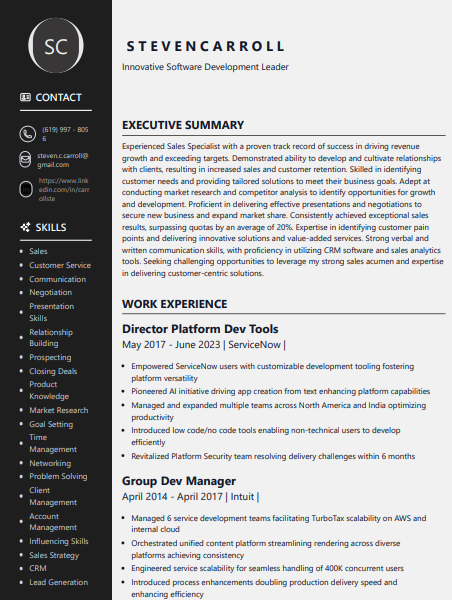 SC
CONTACT
(619) 997 - 805
6
steven.c.carroll@
gmail.com
https://www.link
edin.com/in/carr
ollste
SKILLS
Sales
Customer Service
Communication
Negotiation
Presentation
Skills
Relationship
Building
Prospecting
Closing Deals
Product
Knowledge
Market Research
Goal Setting
Time
Management
Networking
Problem Solving
Client
Management
Account
Management
Influencing Skills
Sales Strategy
CRM
Lead Generation
STEVENCARROLL
Innovative Software Development Leader
EXECUTIVE SUMMARY
Experienced Sales Specialist with a proven track record of success in driving revenue
growth and exceeding targets. Demonstrated ability to develop and cultivate relationships
with clients, resulting in increased sales and customer retention. Skilled in identifying
customer needs and providing tailored solutions to meet their business goals. Adept at
conducting market research and competitor analysis to identify opportunities for growth
and development. Proficient in delivering effective presentations and negotiations to
secure new business and expand market share. Consistently achieved exceptional sales
results, surpassing quotas by an average of 20%. Expertise in identifying customer pain
points and delivering innovative solutions and value-added services. Strong verbal and
written communication skills, with proficiency in utilizing CRM software and sales analytics
tools. Seeking challenging opportunities to leverage my strong sales acumen and expertise
in delivering customer-centric solutions.
WORK EXPERIENCE
Director Platform Dev Tools
May 2017 - June 2023 | ServiceNow |
• Empowered ServiceNow users with customizable development tooling fostering
platform versatility
• Pioneered AI initiative driving app creation from text enhancing platform capabilities
• Managed and expanded multiple teams across North America and India optimizing
productivity
• Introduced low code/no code tools enabling non-technical users to develop
efficiently
• Revitalized Platform Security team resolving delivery challenges within 6 months
Group Dev Manager
April 2014 - April 2017 | Intuit |
• Managed 6 service development teams facilitating TurboTax scalability on AWS and
internal cloud
• Orchestrated unified content platform streamlining rendering across diverse
platforms achieving consistency
• Engineered service scalability for seamless handling of 400K concurrent users
• Introduced process enhancements doubling production delivery speed and
enhancing efficiency